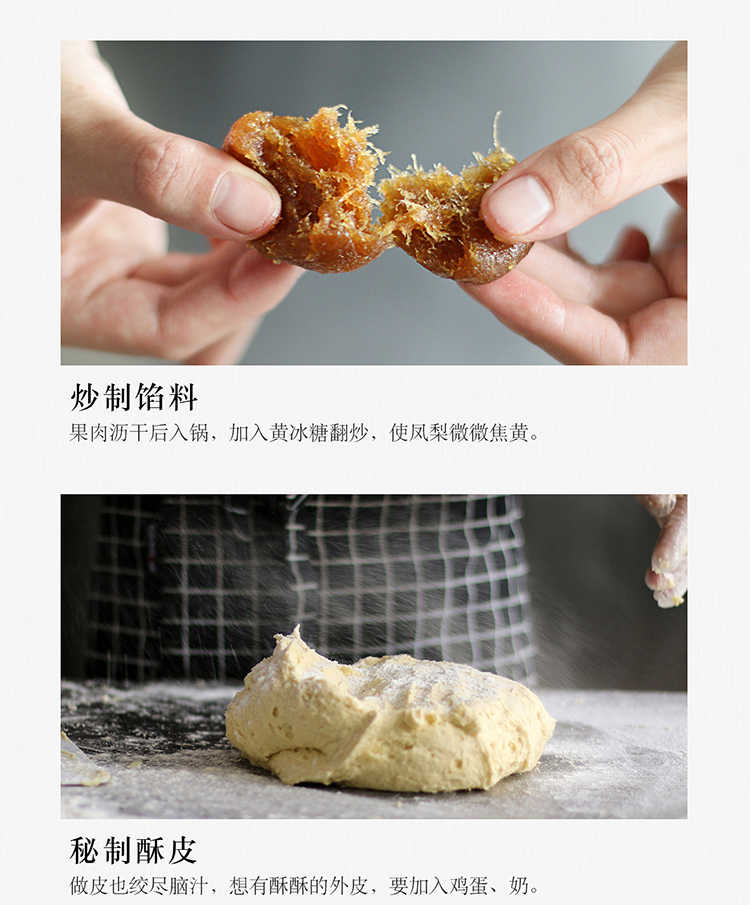 炒制馅料
果肉沥干后入锅，加入黄冰糖翻炒，使凤梨微微焦黄。
秘制酥皮
做皮也绞尽脑汁，想有酥酥的外皮，要加入鸡蛋、奶。